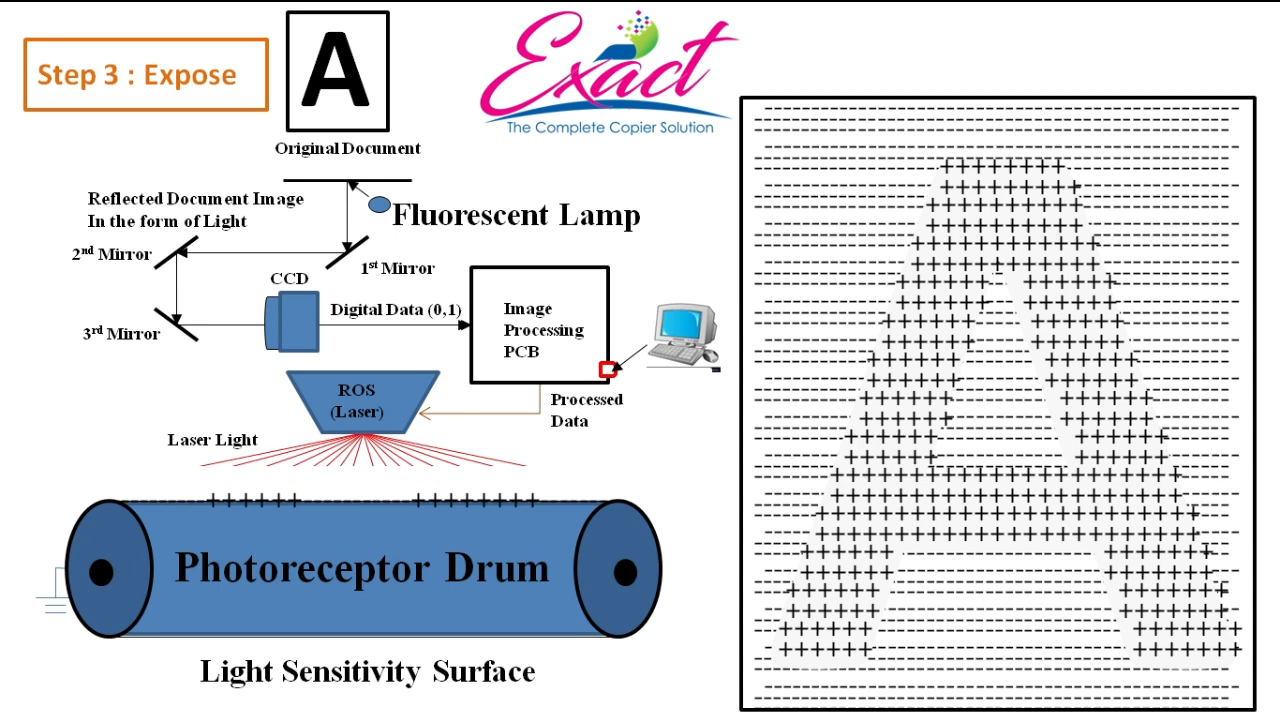 Step 3 : Expose
A
Original Document
Exact
The Complete Copier Solution
Reflected Document Image
In the form of Light
Fluorescent Lamp
2nd Mirror
1st Mirror
CCD
3rd Mirror
Digital Data (0,1)
Image
Processing
PCB
ROS
(Laser)
Processed
Data
Laser Light
Photoreceptor Drum
Light Sensitivity Surface